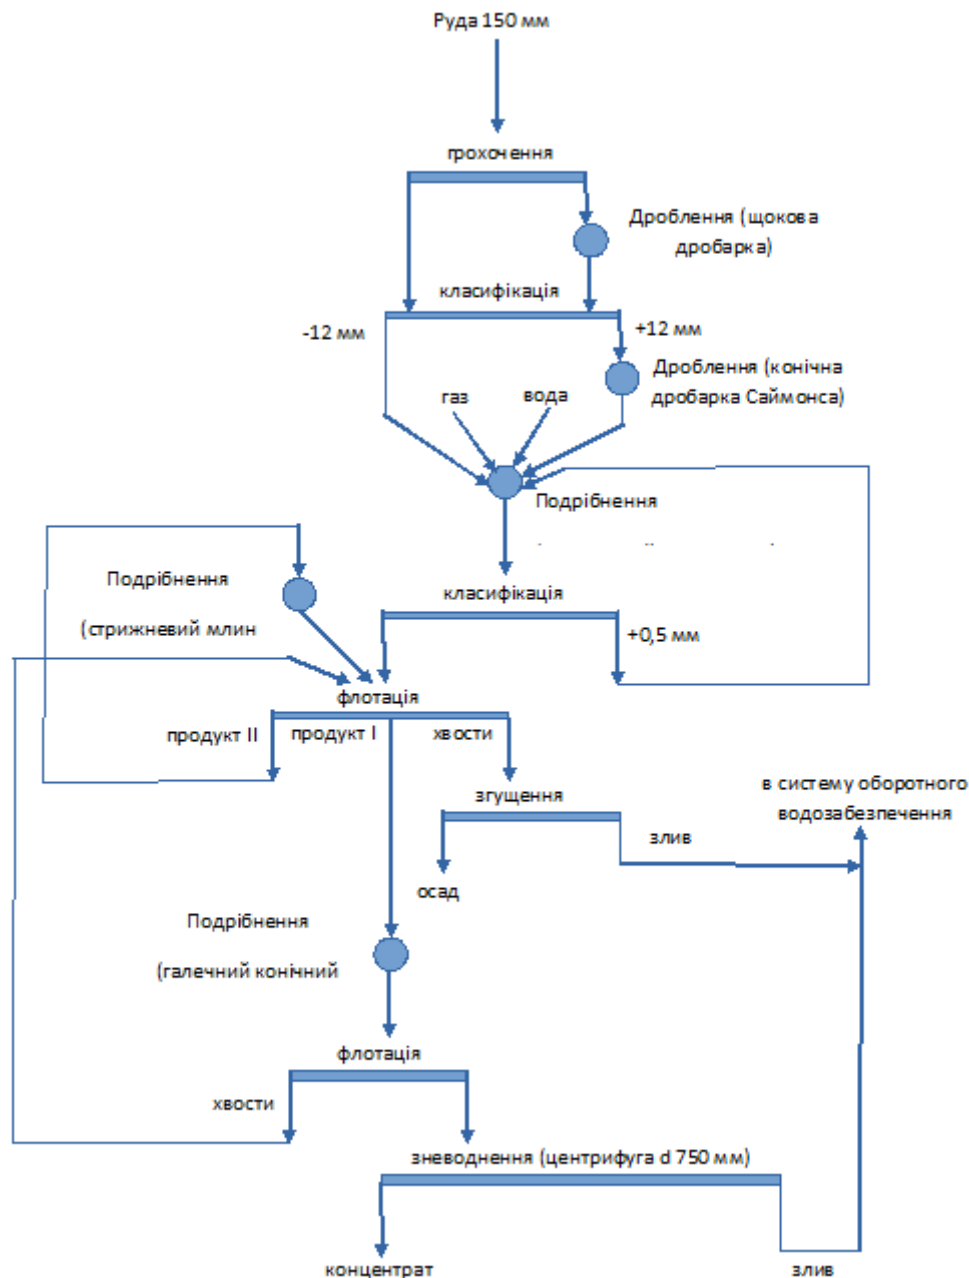 Руда 150 мм
грохочення
Дроблення (щокова
дробарка)
класифікація
-12 мм
+12 мм
Дроблення (конічна
дробарка Саймонса)
газ
вода
Подрібнення
Подрібнення
(стрижневий млин
класифікація
+0,5 мм
флотація
продукт II
продукт I
хвости
згущення
в систему оборотного
водозабезпечення
злив
осад
Подрібнення
(галечний конічний
флотація
хвости
зневоднення (центрифуга d 750 мм)
концентрат
злив